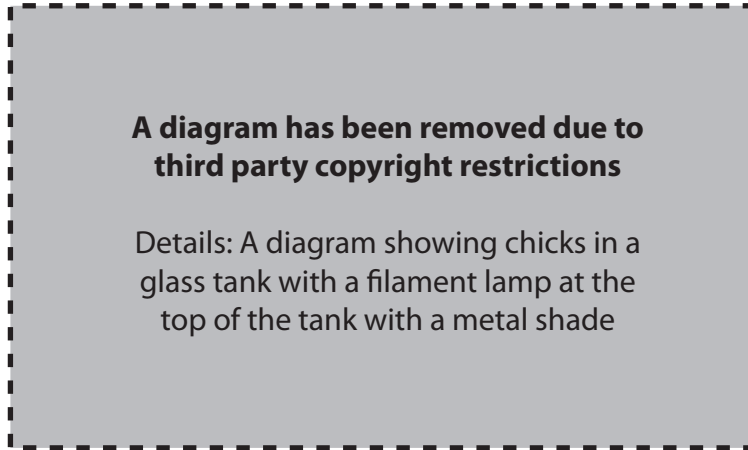 A diagram has been removed due to
third party copyright restrictions
Details: A diagram showing chicks in a
glass tank with a filament lamp at the
top of the tank with a metal shade